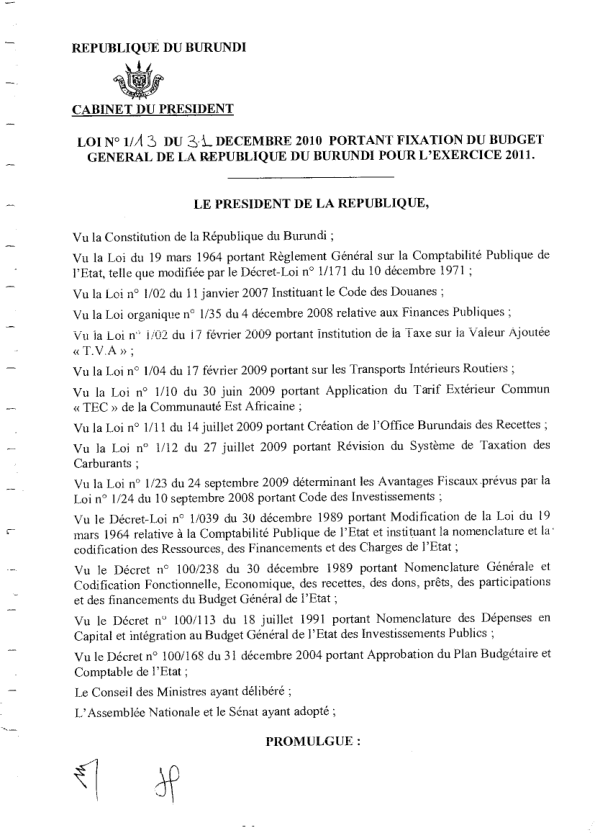 REPUBLIQUE DU BURUNDI
CABINET DU PRESIDENT
LOI N° 1/13 DU 31 DECEMBRE 2010 PORTANT FIXATION DU BUDGET
GENERAL DE LA REPUBLIQUE DU BURUNDI POUR L'EXERCICE 2011.
LE PRESIDENT DE LA REPUBLIQUE,
Vu la Constitution de la République du Burundi ;
Vu la Loi du 19 mars 1964 portant Règlement Général sur la Comptabilité Publique de
l'Etat, telle que modifiée par le Décret-Loi n° 1/171 du 10 décembre 1971 ;
Vu la Loi n° 1/02 du 11 janvier 2007 Instituant le Code des Douanes ;
Vu la Loi organique n° 1/35 du 4 décembre 2008 relative aux Finances Publiques ;
Vu la Loi n° 1/02 du 17 février 2009 portant Institution de la Taxe sur la Valeur Ajoutée
« T.V.A » ;
Vu la Loi n° 1/04 du 17 février 2009 portant sur les Transports Intérieurs Routiers ;
Vu la Loi n° 1/10 du 30 juin 2009 portant Application du Tarif Extérieur Commun
« TEC » de la Communauté Est Africaine ;
Vu la Loi n° 1/11 du 14 juillet 2009 portant Création de l'Office Burundais des Recettes ;
Vu la Loi n° 1/12 du 27 juillet 2009 portant Révision du Système de Taxation des
Carburants ;
Vu la Loi n° 1/23 du 24 septembre 2009 déterminant les Avantages Fiscaux prévus par la
Loi n° 1/24 du 10 septembre 2008 portant Code des Investissements ;
Vu le Décret-Loi n° 1/039 du 30 décembre 1989 portant Modification de la Loi du 19
mars 1964 relative à la Comptabilité Publique de l'Etat et instituant la nomenclature et la
codification des Ressources, des Financements et des Charges de l'Etat ;
Vu le Décret n° 100/238 du 30 décembre 1989 portant Nomenclature Générale et
Codification Fonctionnelle, Economique, des recettes, des dons, prêts, des participations
et des financements du Budget Général de l'Etat ;
Vu le Décret n° 100/113 du 18 juillet 1991 portant Nomenclature des Dépenses en
Capital et intégration au Budget Général de l'Etat des Investissements Publics ;
Vu le Décret n° 100/168 du 31 décembre 2004 portant Approbation du Plan Budgétaire et
Comptable de l'Etat ;
Le Conseil des Ministres ayant délibéré ;
L'Assemblée Nationale et le Sénat ayant adopté ;
PROMULGUE :